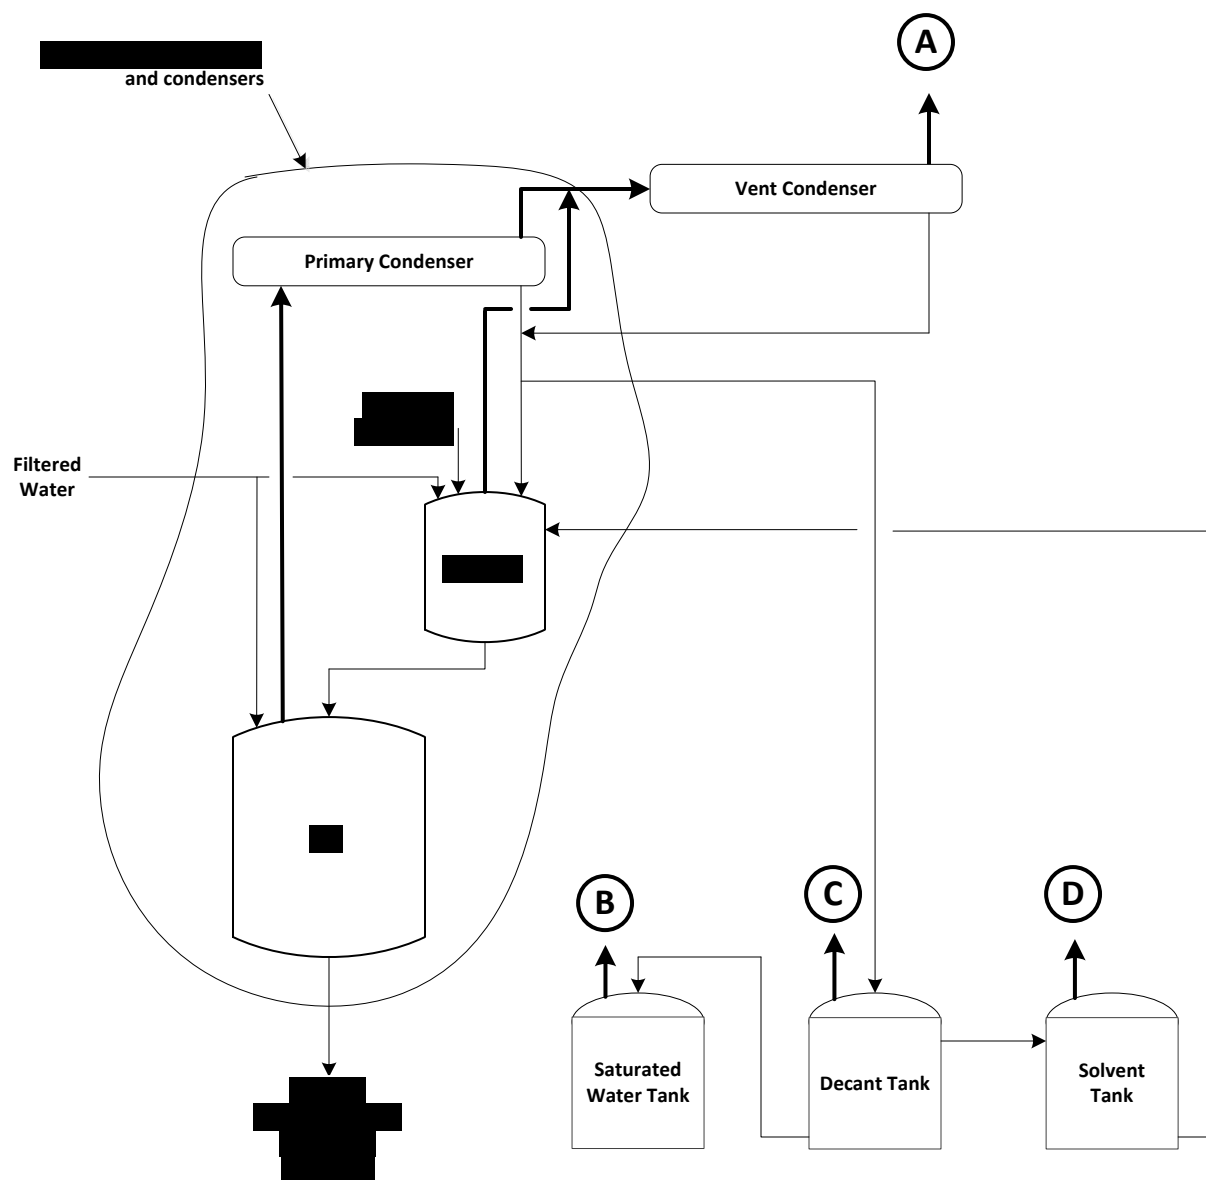 A
and condensers
Vent Condenser
Primary Condenser
Filtered
Water
B
C
D
Saturated
Water Tank
Decant Tank
Solvent
Tank